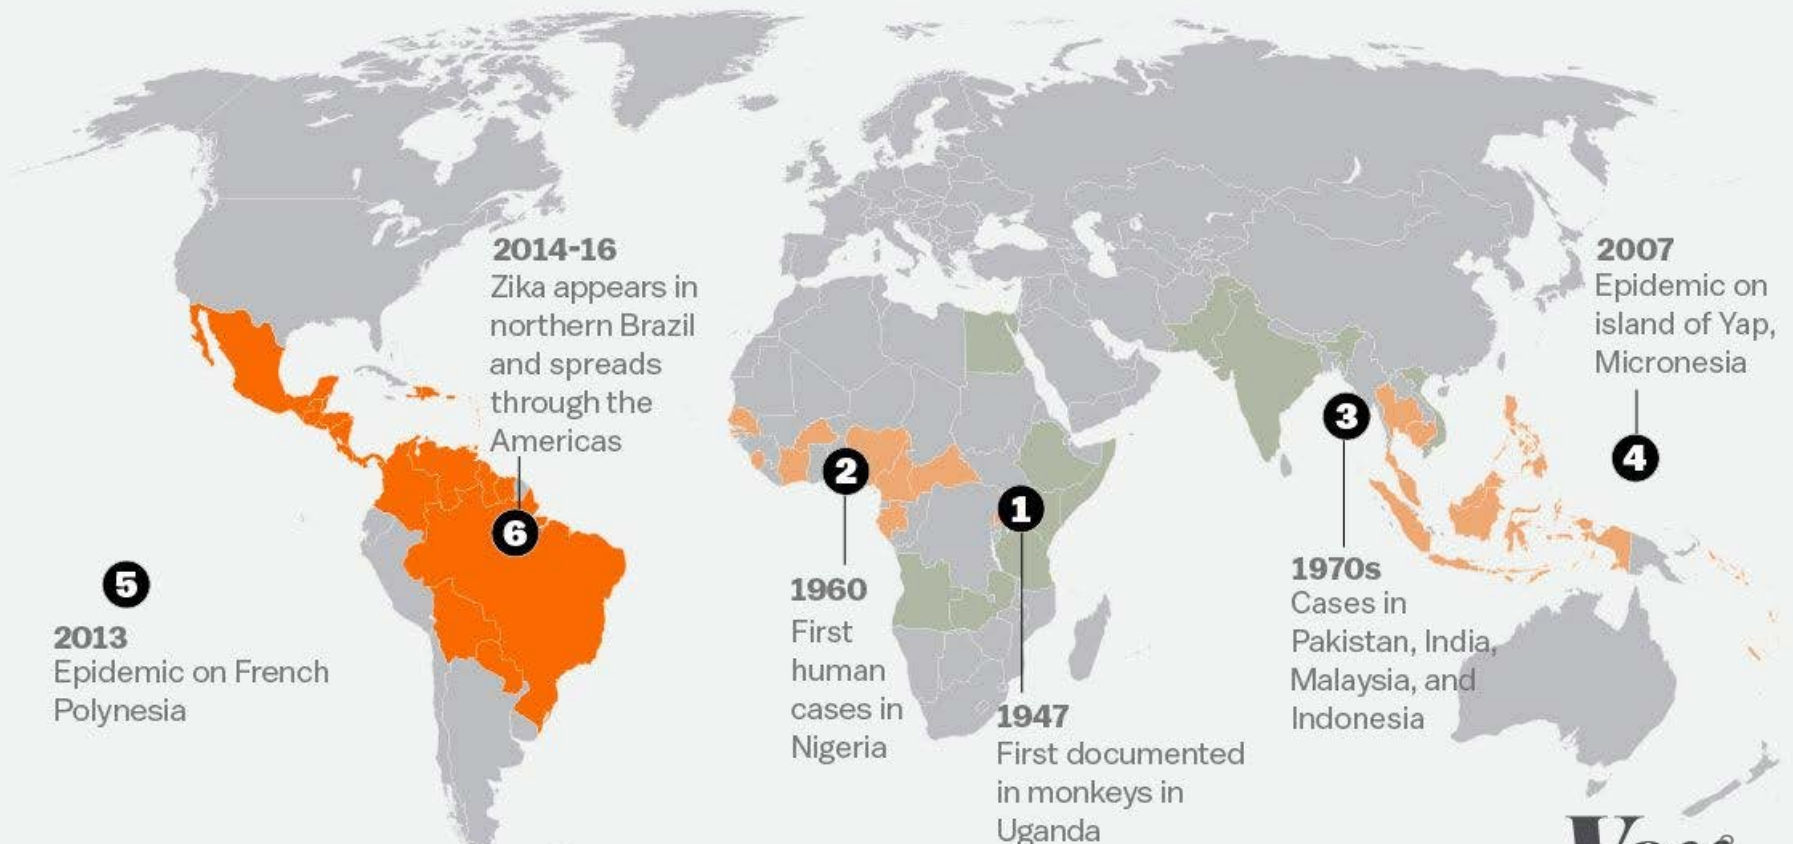 2014-16
Zika appears in
northern Brazil
and spreads
through the
Americas
2007
Epidemic on
island of Yap,
Micronesia
3
2
4
1
6
5
2013
Epidemic on French
Polynesia
1960
First
human
cases in
Nigeria
1947
First documented
in monkeys in
Uganda
1970s
Cases in
Pakistan, India,
Malaysia, and
Indonesia